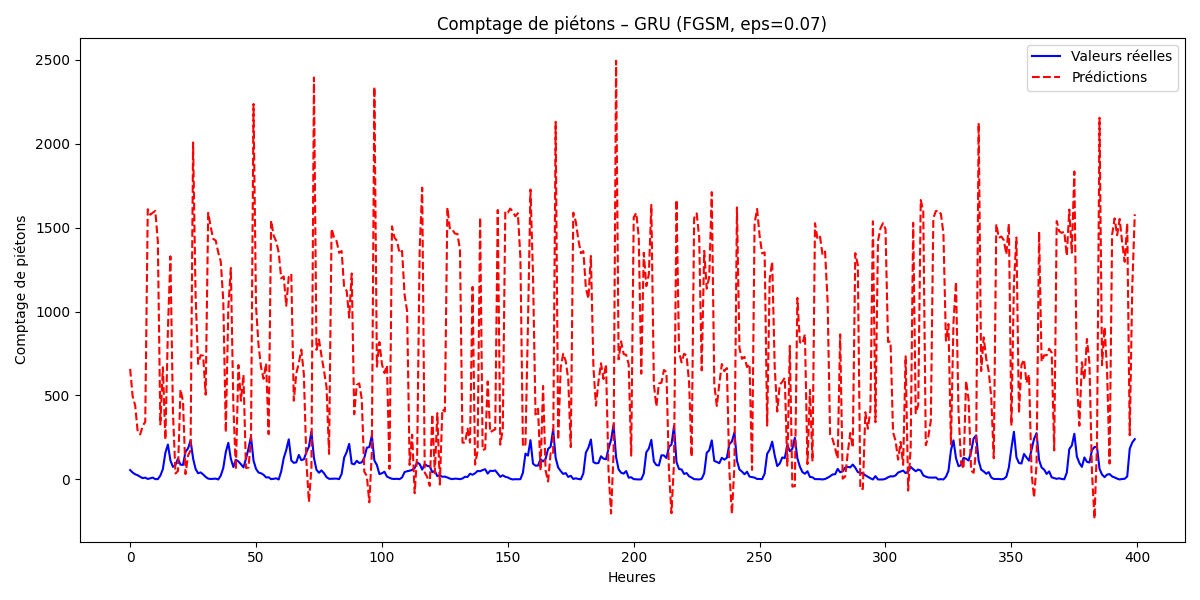 Comptage de piétons – GRU (FGSM, eps=0.07)
Valeurs réelles
Prédictions
Comptage de piétons
2500
2000
1500
1000
500
0
0 50 100 150 200 250 300 350 400
Heures